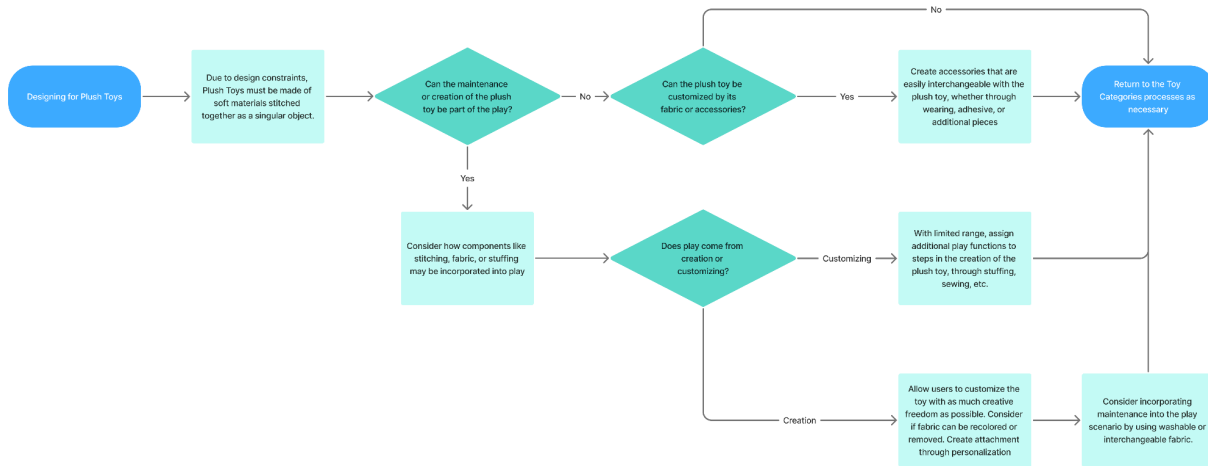 No
Designing for Plush Toys
Due to design constraints,
Plush Toys must be made of
soft materials stitched
together as a singular object.
Can the maintenance
or creation of the plush
toy be part of the play?
No
Can the plush toy be
customized by its
fabric or accessories?
Yes
Create accessories that are
easily interchangeable with the
plush toy, whether through
wearing, adhesive, or
additional pieces
Return to the Toy
Categories processes as
necessary
Yes
Consider how components like
stitching, fabric, or stuffing
may be incorporated into play
Does play come from
creation or
customizing?
Customizing
With limited range, assign
additional play functions to
steps in the creation of the
plush toy, through stuffing,
sewing, etc.
Creation
Allow users to customize the
toy with as much creative
freedom as possible. Consider
if fabric can be recolored or
removed. Create attachment
through personalization
Consider incorporating
maintenance into the play
scenario by using washable or
interchangeable fabric.